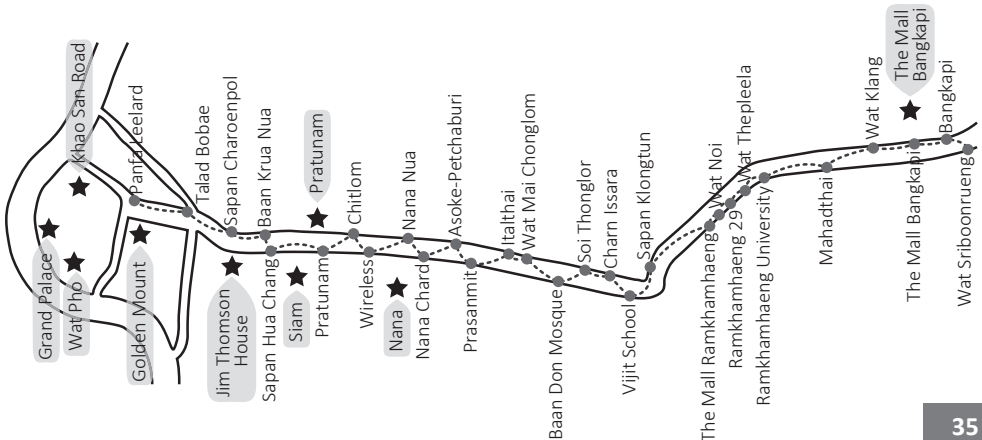 Grand Palace
Wat Pho
Khao San Road
Golden Mount
Panfa Leelard
Talad Bobae
Sapan Charoenpol
Jim Thomson
House
Baan Krua Nua
Sapan Hua Chang
Siam
Pratunam
Pratunam
Chitlom
Wireless
Nana
Nana Nua
Nana Chard
Asoke-Petchaburi
Prasanmit
Italthai
Wat Mai Chonglom
Baan Don Mosque
Soi Thonglor
Charn Issara
Vijit School
Sapan Klongtun
The Mall Ramkhamhaeng
Wat Noi
Ramkhamhaeng 29
Wat Thepleela
Ramkhamhaeng University
Mahadthai
Wat Klang
The Mall
Bangkapi
The Mall Bangkapi
Bangkapi
Wat Sriboonrueng
35